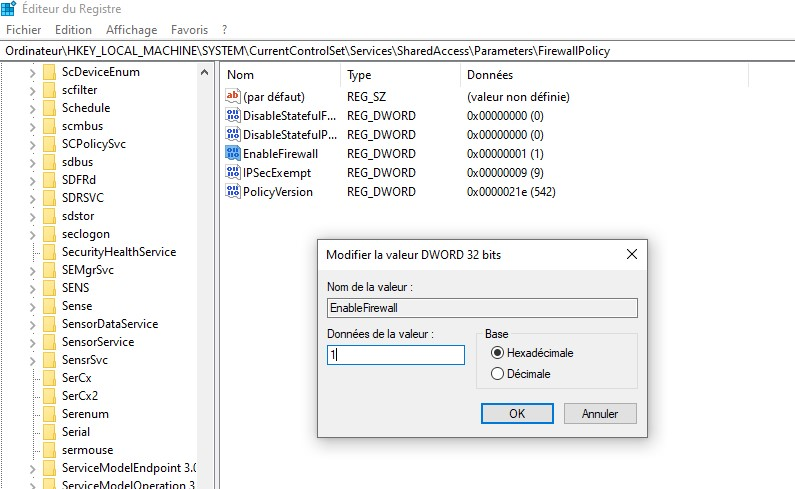 Éditeur du Registre
Fichier Edition Affichage Favoris ?
Ordinateur\HKEY_LOCAL_MACHINE\SYSTEM\CurrentControlSet\Services\SharedAccess\Parameters\FirewallPolicy
ScDeviceEnum
scfilter
Schedule
scmbus
SCPolicySvc
sdbus
SDFRd
SDRSVC
sdstor
seclogon
SecurityHealthService
SEMgrSvc
SENS
Sense
SensorDataService
SensorService
SensrSvc
SerCx
SerCx2
Serenum
Serial
sermouse
ServiceModelEndpoint 3.0
ServiceModelOperation 3
Nom Type Données
(par défaut) REG_SZ (valeur non définie)
DisableStatefulF... REG_DWORD 0x00000000 (0)
DisableStatefulP... REG_DWORD 0x00000000 (0)
EnableFirewall REG_DWORD 0x00000001 (1)
IPSecExempt REG_DWORD 0x00000009 (9)
PolicyVersion REG_DWORD 0x0000021e (542)
Modifier la valeur DWORD 32 bits
Nom de la valeur :
EnableFirewall
Données de la valeur :
1
Base
Hexadécimale
Décimale
OK Annuler